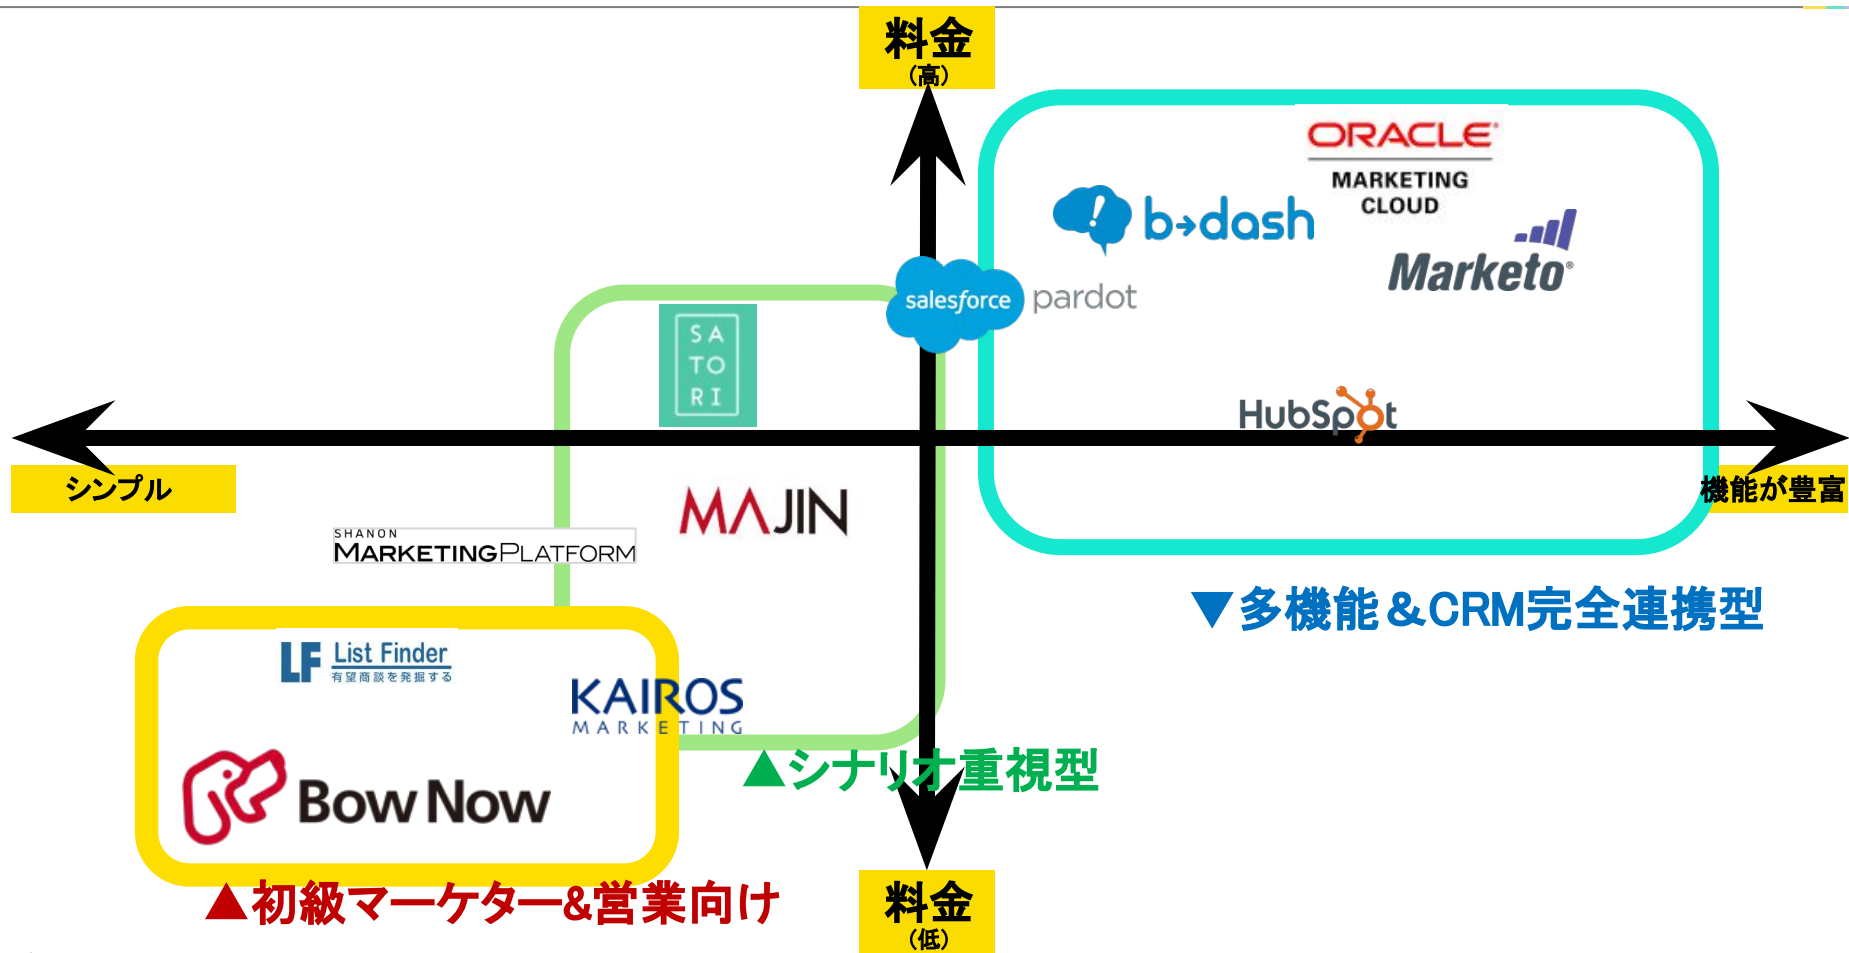 料金
(高)
ORACLE
MARKETING
CLOUD
b→dash
Marketo
salesforce pardot
SA
TO
RI
HubSpot
シンプル
機能が豊富
MAJIN
SHANON
MARKETINGPLATFORM
▼多機能&CRM完全連携型
LF List Finder
有望商談を発掘する
KAIROS
MARKETING
▲シナリオ重視型
Bow Now
▲初級マーケター&営業向け
料金
(低)